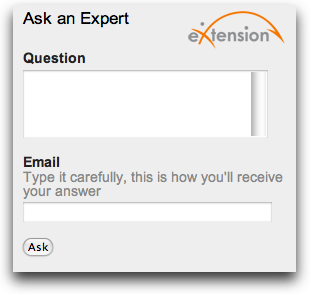 Ask an Expert
eXtension
Question
Email
Type it carefully, this is how you'll receive
your answer
Ask